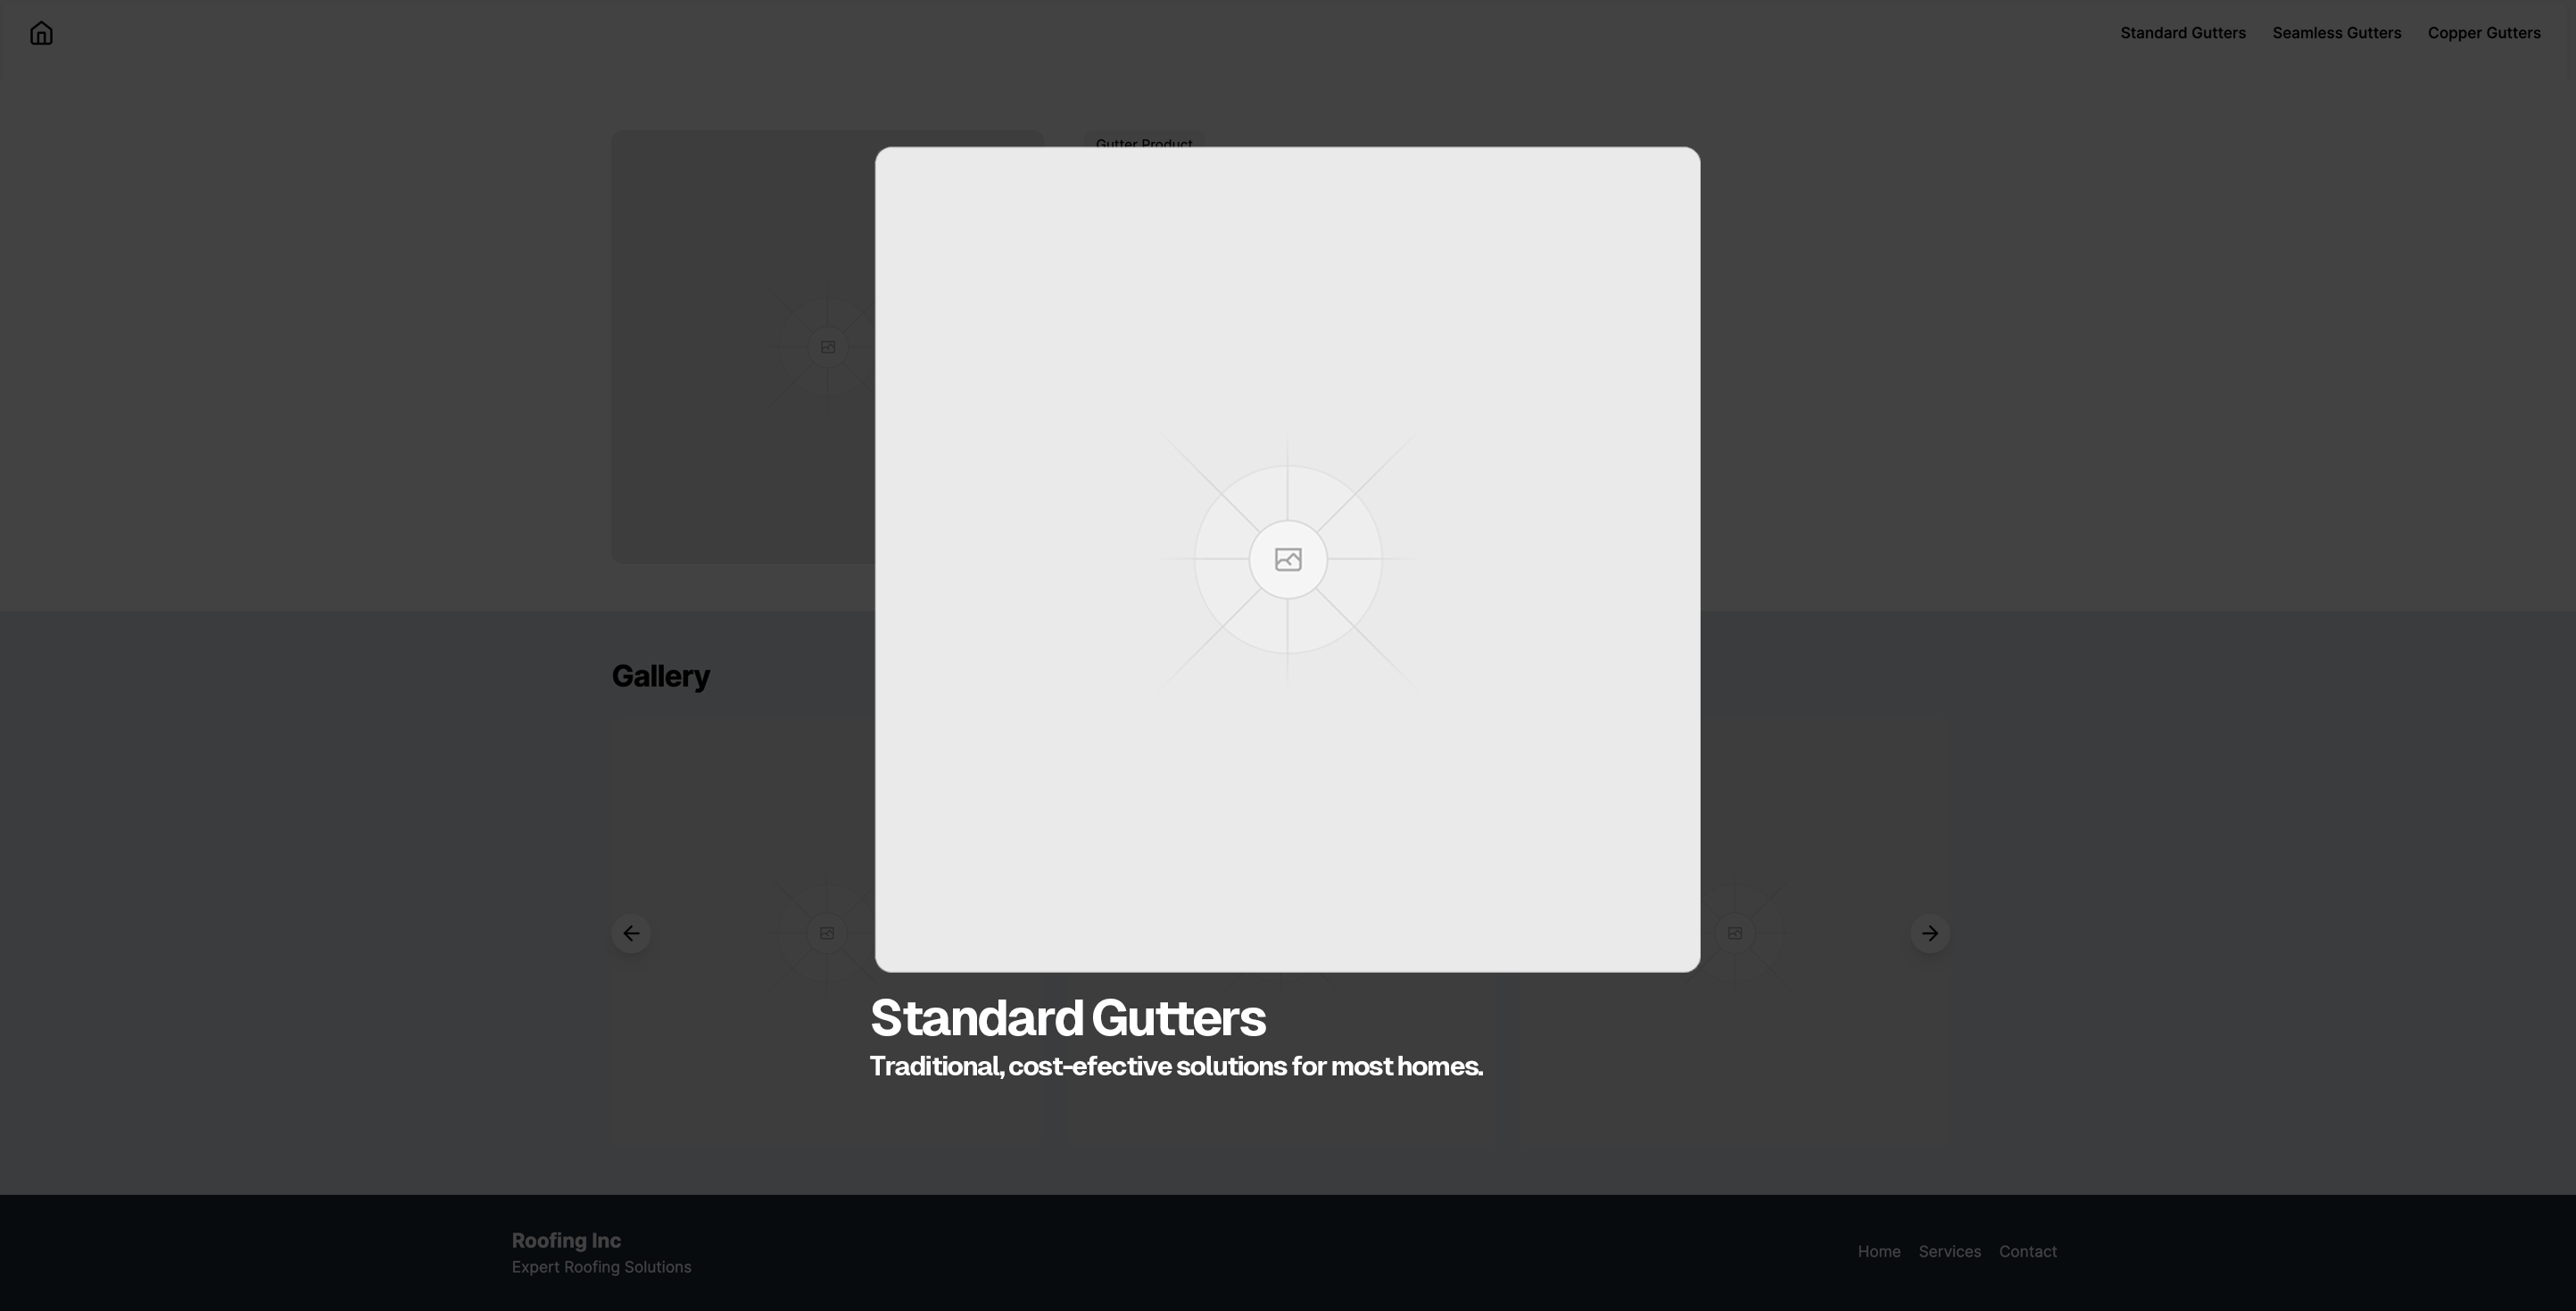 Standard Gutters
Seamless Gutters
Copper Gutters
Gutter Product
Gallery
Standard Gutters
Traditional, cost-efective solutions for most homes.
Roofing Inc
Expert Roofing Solutions
Home
Services
Contact